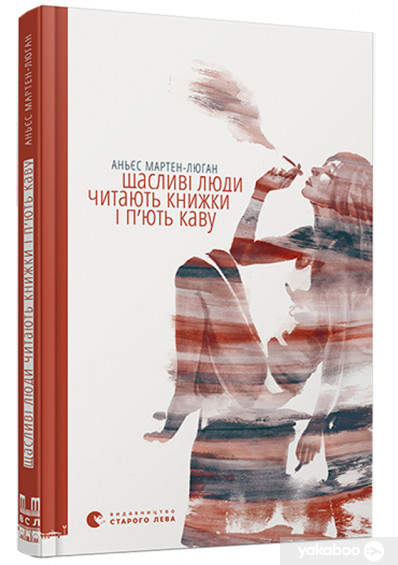 АНЬЄС МАРТЕН-ЛЮГАН
ЩАСЛИВІ ЛЮДИ
ЧИТАЮТЬ КНИЖКИ
І П'ЮТЬ КАВУ
ВИДАВНИЦТВО
СТАРОГО ЛЕВА
ЩАСЛИВІ ЛЮДИ ЧИТАЮТЬ КНИЖКИ І П'ЮТЬ КАВУ
АНЬЄС МАРТЕН-ЛЮГАН
ВСЛ
yakaboo